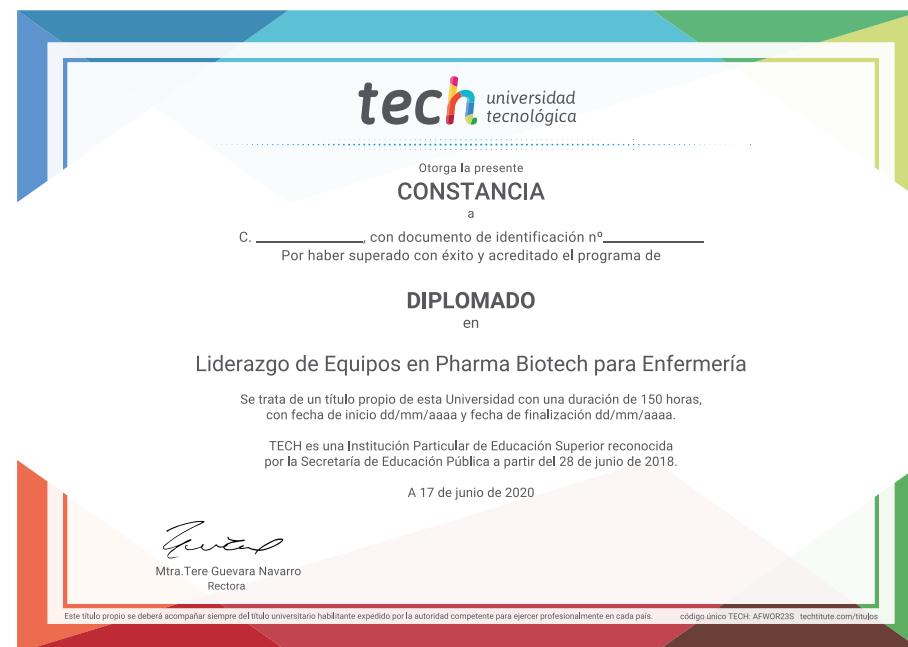 tech universidad
tecnológica
Otorga la presente
CONSTANCIA
a
C. ______________, con documento de identificación nº_____________
Por haber superado con éxito y acreditado el programa de
DIPLOMADO
en
Liderazgo de Equipos en Pharma Biotech para Enfermería
Se trata de un título propio de esta Universidad con una duración de 150 horas,
con fecha de inicio dd/mm/aaaa y fecha de finalización dd/mm/aaaa.
TECH es una Institución Particular de Educación Superior reconocida
por la Secretaría de Educación Pública a partir del 28 de junio de 2018.
A 17 de junio de 2020
Mtra.Tere Guevara Navarro
Rectora
Este título propio se deberá acompañar siempre del título universitario habilitante expedido por la autoridad competente para ejercer profesionalmente en cada país. código único TECH: AFWOR23S techtitute.com/titulos